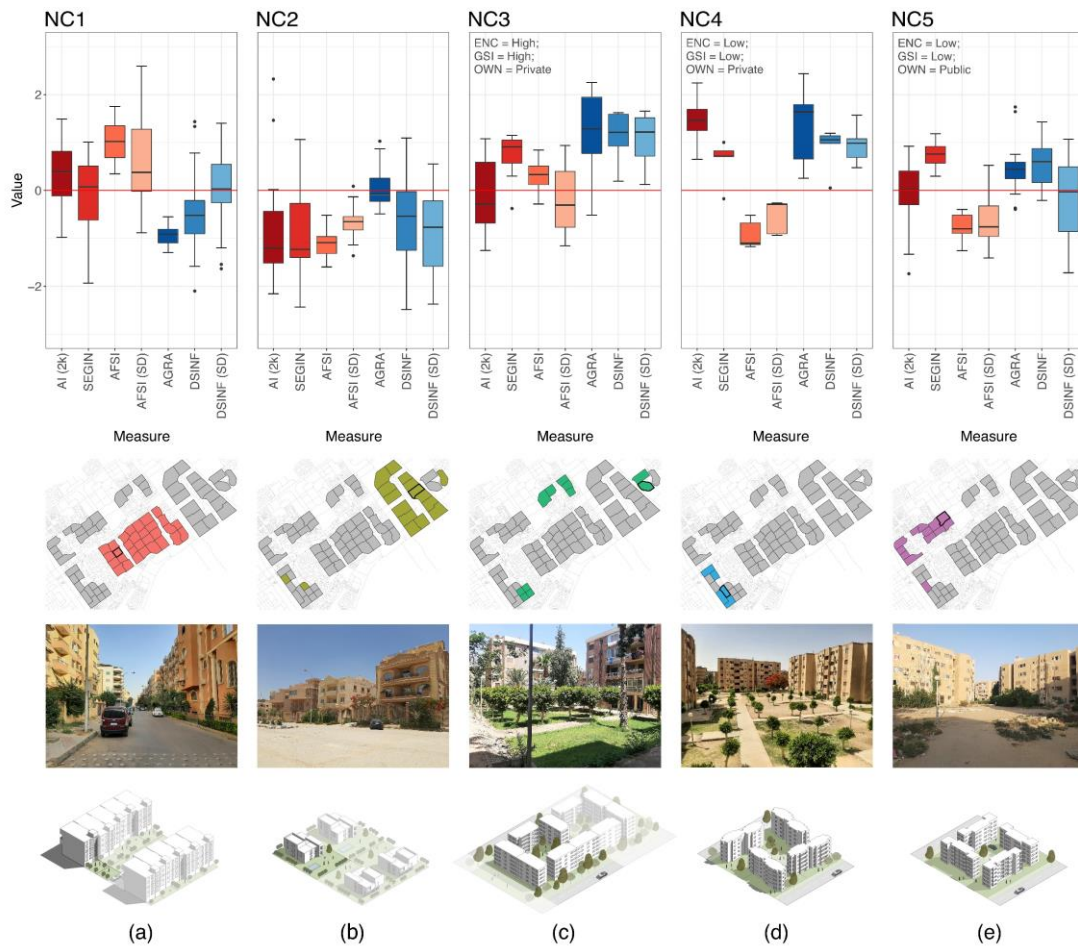 NC1
NC2
NC3
NC4
NC5
ENC = High;
GSI = High;
OWN = Private
ENC = Low;
GSI = Low;
OWN = Private
ENC = Low;
GSI = Low;
OWN = Public
Value
2
0
−2
AI (2k)
SEGIN
AFSI
AFSI (SD)
AGRA
DSINF
DSINF (SD)
AI (2k)
SEGIN
AFSI
AFSI (SD)
AGRA
DSINF
DSINF (SD)
AI (2k)
SEGIN
AFSI
AFSI (SD)
AGRA
DSINF
DSINF (SD)
AI (2k)
SEGIN
AFSI
AFSI (SD)
AGRA
DSINF
DSINF (SD)
AI (2k)
SEGIN
AFSI
AFSI (SD)
AGRA
DSINF
DSINF (SD)
Measure
Measure
Measure
Measure
Measure
(a)
(b)
(c)
(d)
(e)